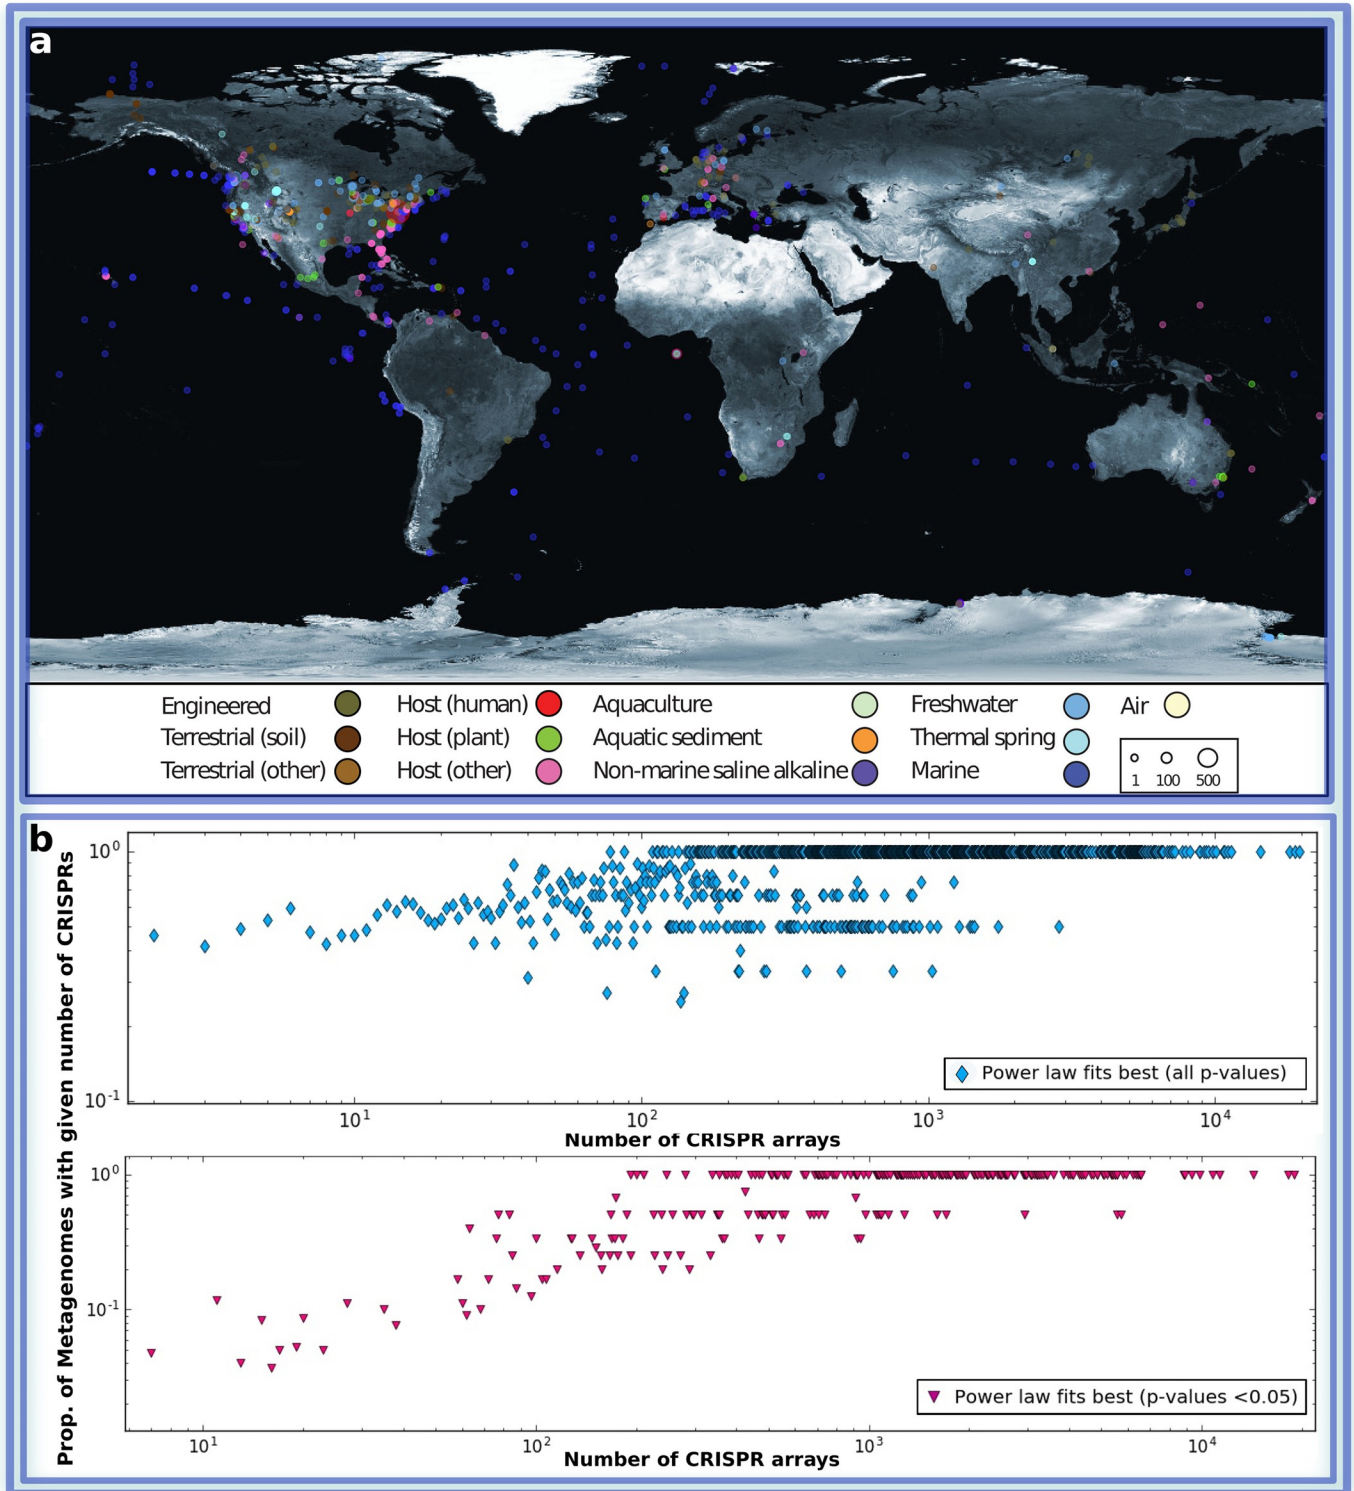 a
Engineered Host (human) Aquaculture Freshwater Air
Terrestrial (soil) Host (plant) Aquatic sediment Thermal spring
Terrestrial (other) Host (other) Non-marine saline alkaline Marine
1 100 500
b
Prop. of Metagenomes with given number of CRISPRs
10⁰
10⁻¹
Power law fits best (all p-values)
10¹ 10² 10³ 10⁴
Number of CRISPR arrays
10⁰
10⁻¹
Power law fits best (p-values <0.05)
10¹ 10² 10³ 10⁴
Number of CRISPR arrays